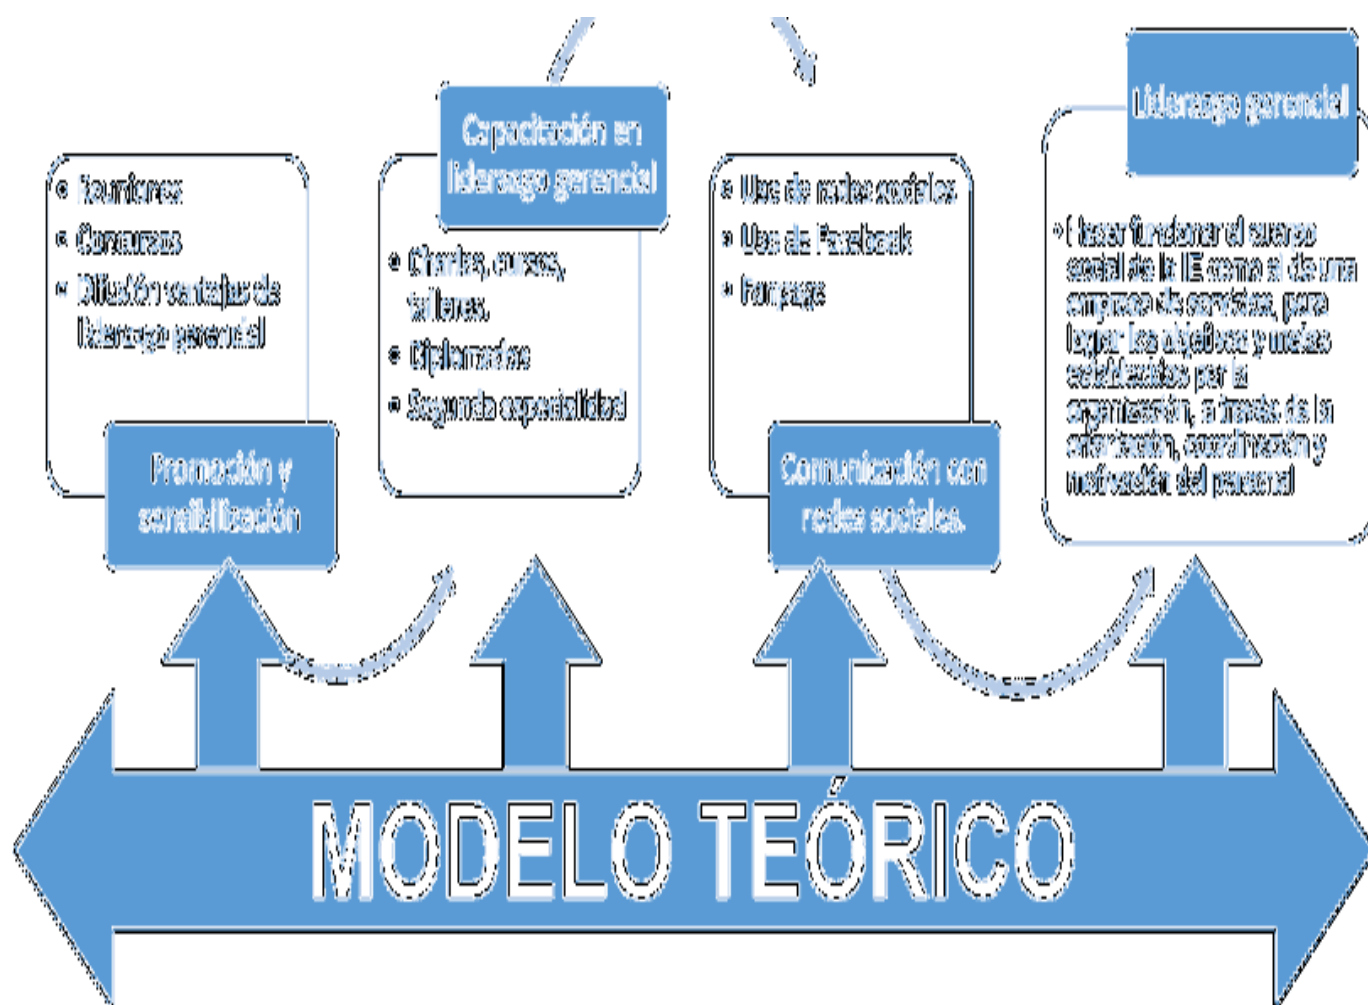 • Reuniones
• Concursos
• Difusión ventajas de
liderazgo gerencial
Promoción y
sensibilización
Capacitación en
liderazgo gerencial
• Charlas, cursos,
talleres.
• Diplomados
• Segunda especialidad
• Uso de redes sociales
• Uso de Facebook
• Fanpage
Comunicación con
redes sociales.
Liderazgo gerencial
• Hacer funcionar el cuerpo
social de la IE como si de una
empresa de servicios, para
lograr los objetivos y metas
establecidos por la
organización, a través de la
orientación, coordinación y
motivación del personal
MODELO TEÓRICO